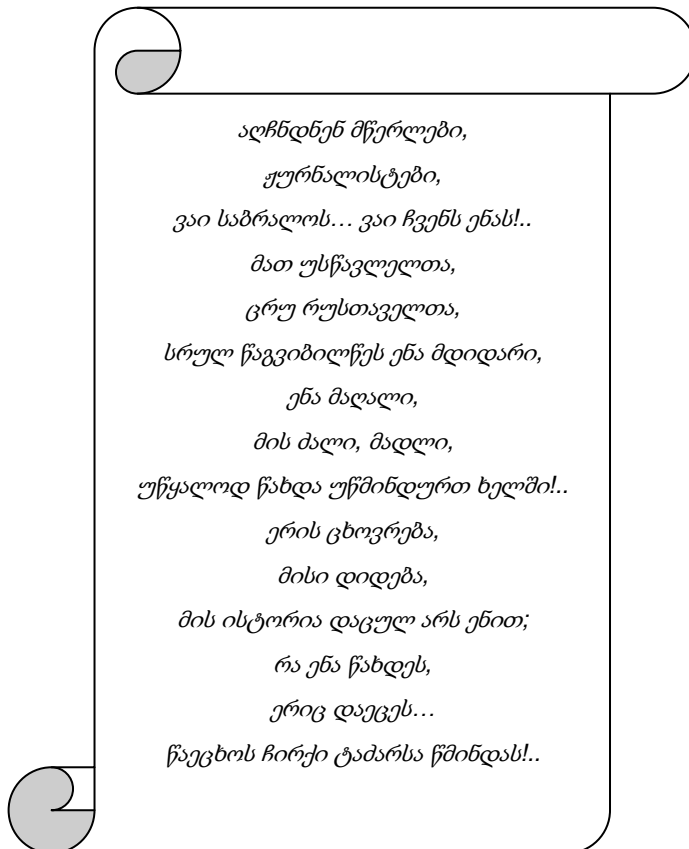 აღჩნდნენ მწერლები,
ჟურნალისტები,
ვაი საბრალოს... ვაი ჩვენს ენას!..
მათ უსწავლელთა,
ცრუ რუსთაველთა,
სრულ წაგვიბილწეს ენა მდიდარი,
ენა მაღალი,
მის ძალი, მადლი,
უწყალოდ წახდა უწმინდურთ ხელში!..
ერის ცხოვრება,
მისი დიდება,
მის ისტორია დაცულ არს ენით;
რა ენა წახდეს,
ერიც დაეცეს...
წაეცხოს ჩირქი ტაძარსა წმინდას!..